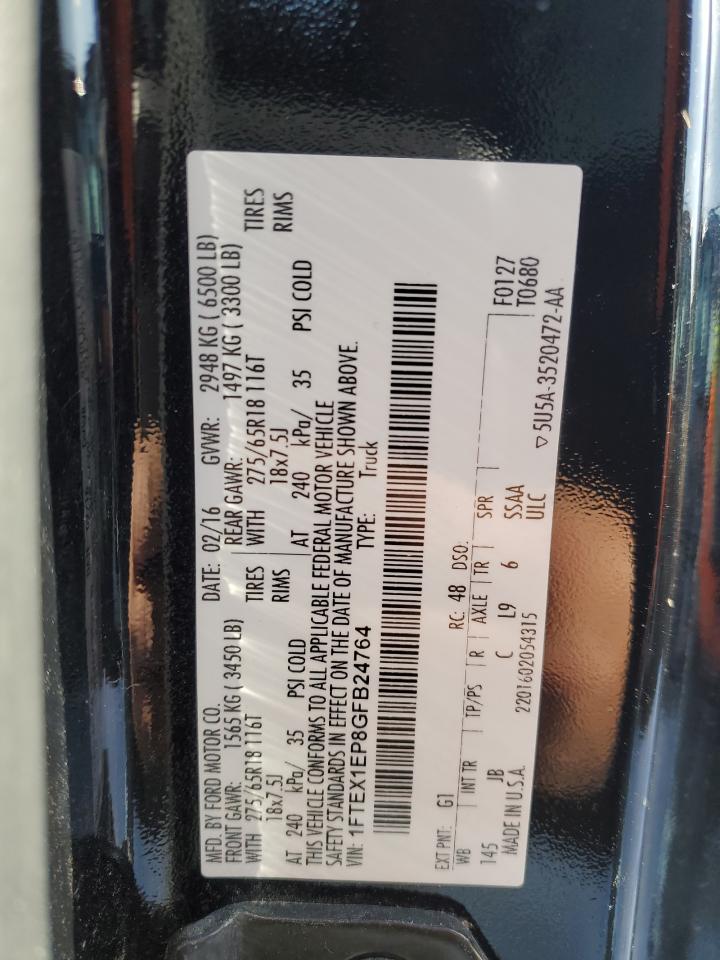 MFD. BY FORD MOTOR CO.
DATE: 02/16 GVWR: 2948 KG ( 6500 LB)
FRONT GAWR: 1565 KG ( 3450 LB) REAR GAWR: 1497 KG ( 3300 LB)
WITH 275/65R18 116T TIRES WITH 275/65R18 116T TIRES
18x7.5J RIMS 18x7.5J RIMS
AT 240 kPa/ 35 PSI COLD AT 240 kPa/ 35 PSI COLD
THIS VEHICLE CONFORMS TO ALL APPLICABLE FEDERAL MOTOR VEHICLE
SAFETY STANDARDS IN EFFECT ON THE DATE OF MANUFACTURE SHOWN ABOVE.
VIN: 1FTEX1EP8GFB24764 TYPE: Truck
EXT PNT: G1 RC: 48 DSO:
WB INT TR TP/PS R AXLE TR SPR F0127
145 JB C L9 6 SSAA T0680
MADE IN U.S.A. 2201602054315 ULC
▽5U5A-3520472-AA